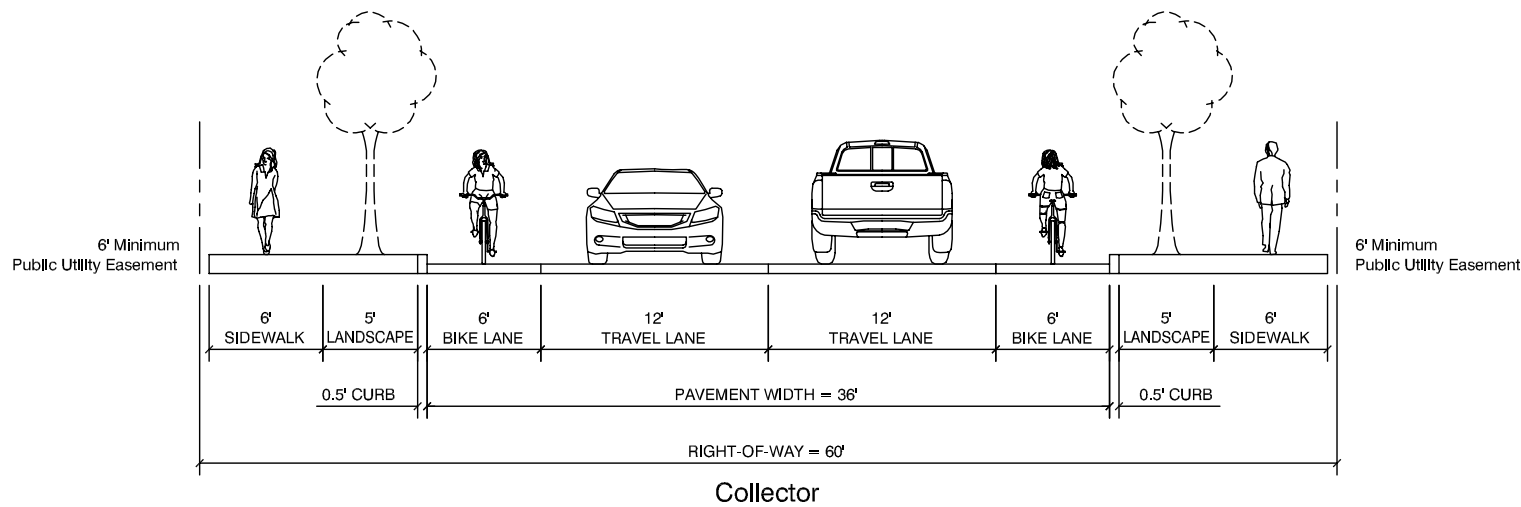 6' Minimum
Public Utility Easement
6' Minimum
Public Utility Easement
6'
SIDEWALK
5'
LANDSCAPE
6'
BIKE LANE
12'
TRAVEL LANE
12'
TRAVEL LANE
6'
BIKE LANE
5'
LANDSCAPE
6'
SIDEWALK
0.5' CURB
PAVEMENT WIDTH = 36'
0.5' CURB
RIGHT-OF-WAY = 60'
Collector